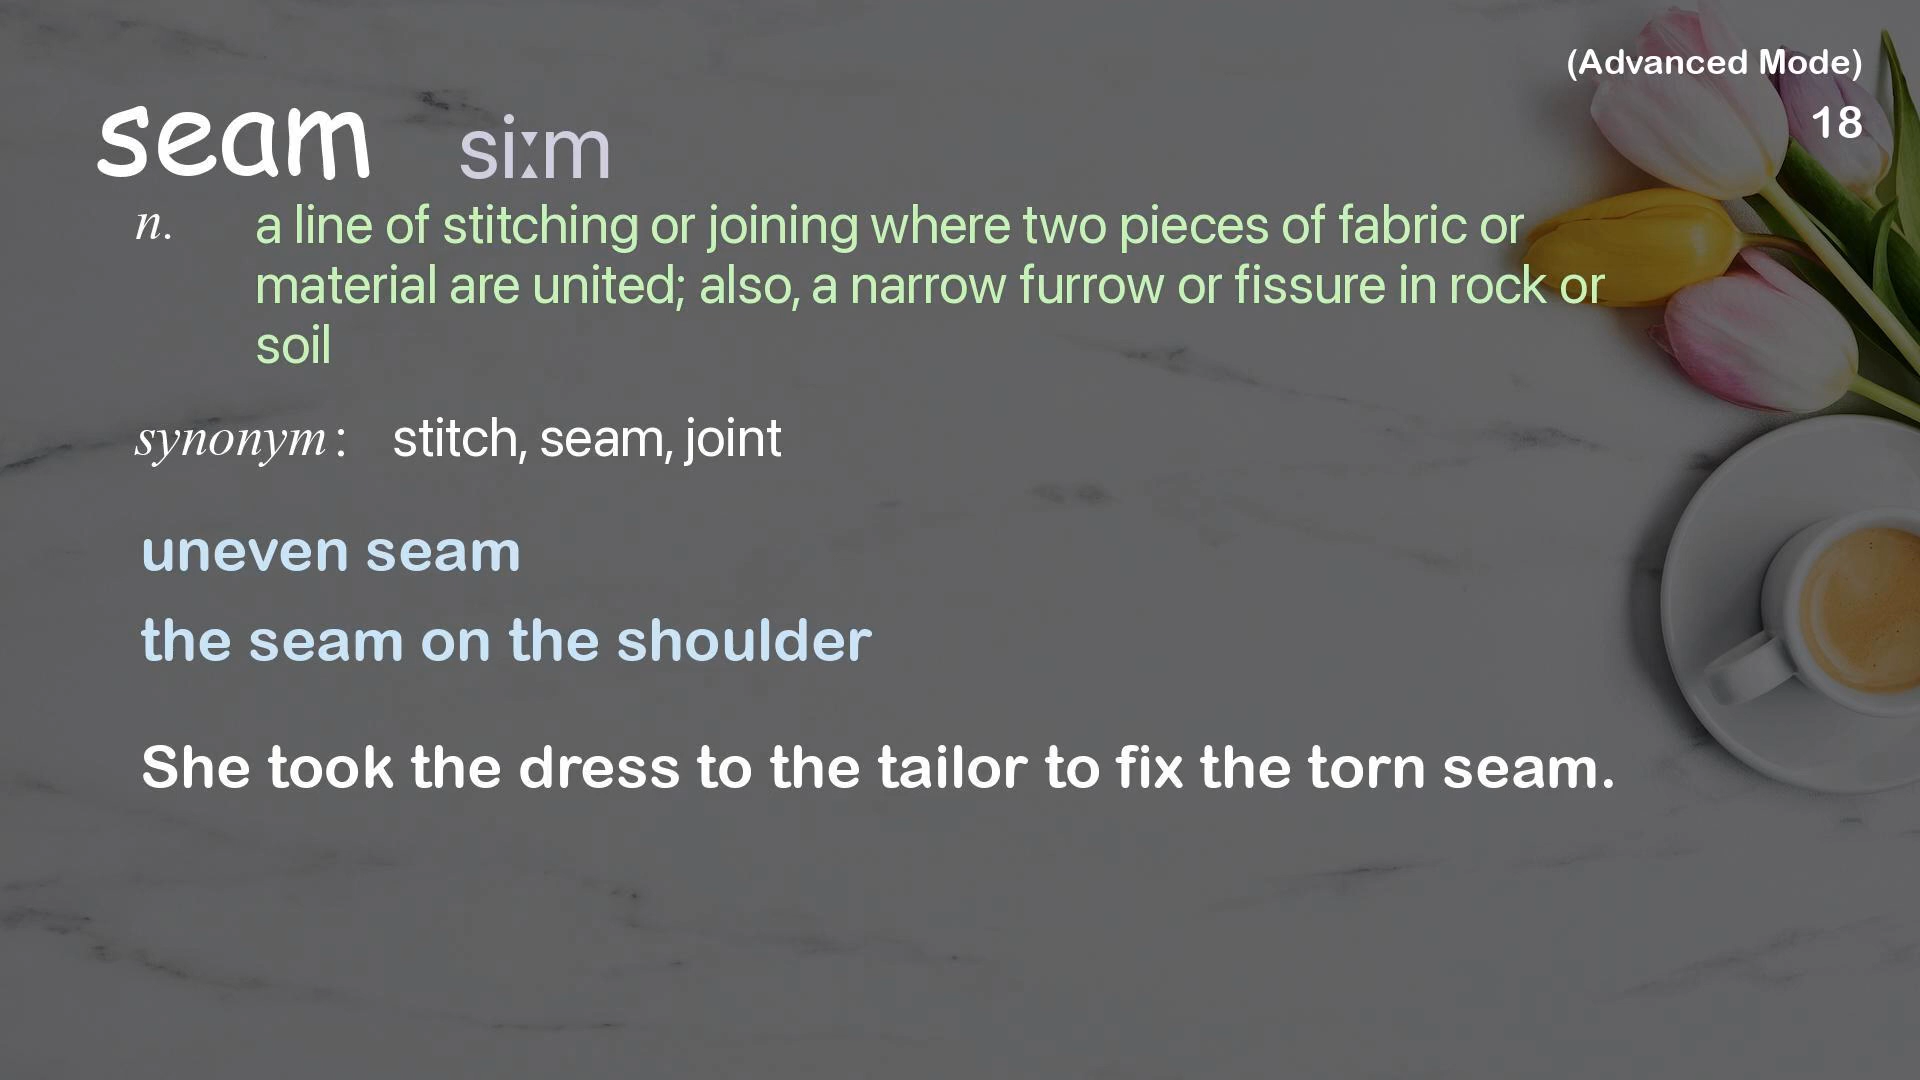 (Advanced Mode)
18
seam siːm
n. a line of stitching or joining where two pieces of fabric or
material are united; also, a narrow furrow or fissure in rock or
soil
synonym: stitch, seam, joint
uneven seam
the seam on the shoulder
She took the dress to the tailor to fix the torn seam.